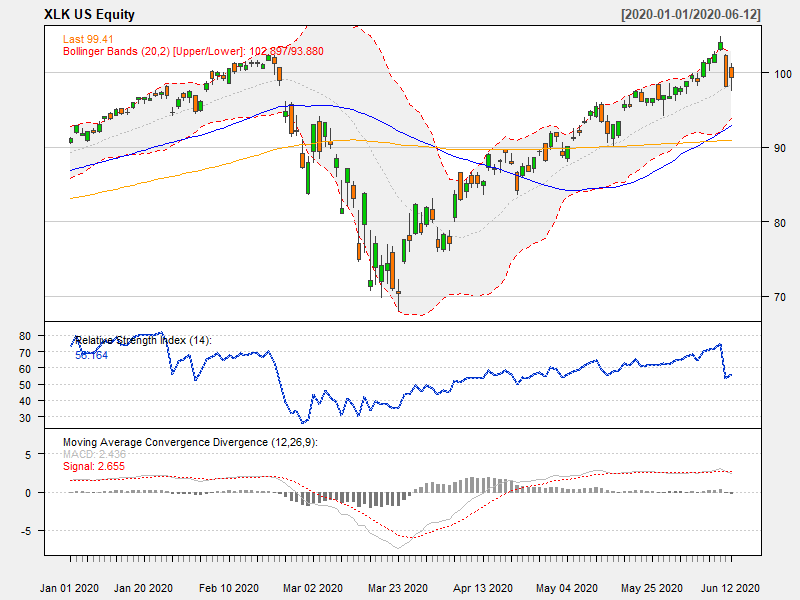 XLK US Equity [2020-01-01/2020-06-12]
Last 99.41
Bollinger Bands (20,2) [Upper/Lower]: 102.897/93.880
100
90
80
70
Relative Strength Index (14):
56.164
80
70
60
50
40
30
Moving Average Convergence Divergence (12,26,9):
MACD: 2.436
Signal: 2.655
5
0
-5
Jan 01 2020 Jan 20 2020 Feb 10 2020 Mar 02 2020 Mar 23 2020 Apr 13 2020 May 04 2020 May 25 2020 Jun 12 2020